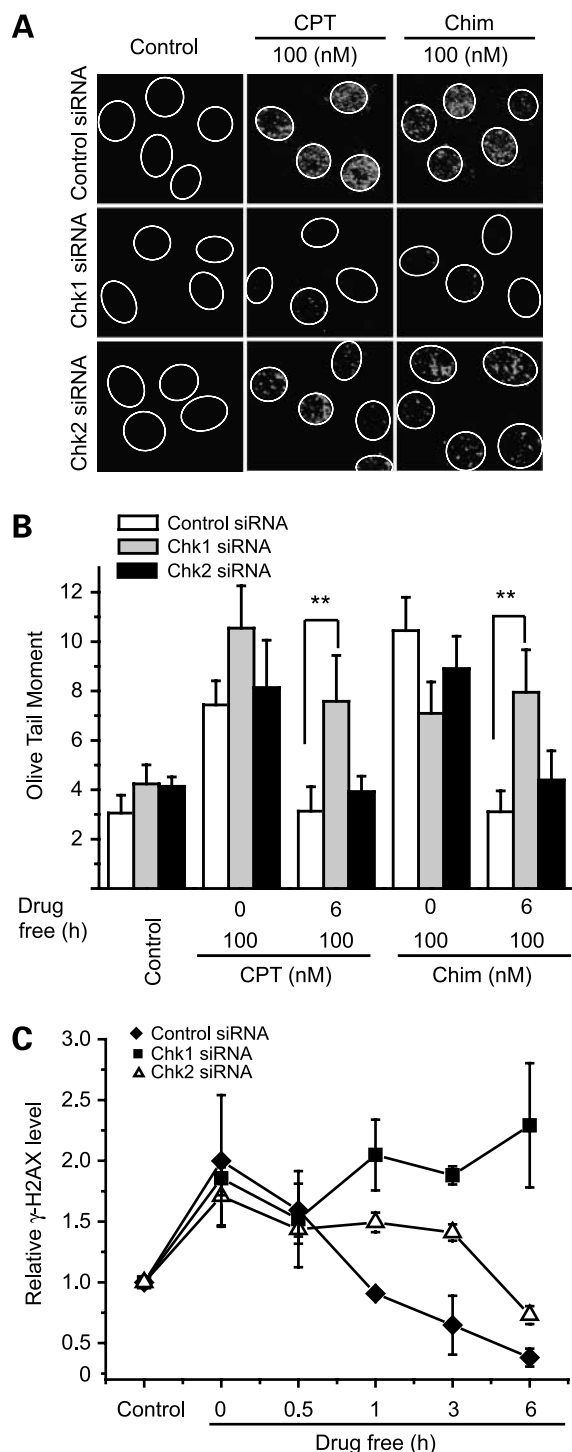 A
Control
CPT
100 (nM)
Chim
100 (nM)
Control siRNA
Chk1 siRNA
Chk2 siRNA
B
Control siRNA
Chk1 siRNA
Chk2 siRNA
Olive Tail Moment
12
10
8
6
4
2
**
**
Drug free (h)
0 6 0 6
Control
100 100 100 100
CPT (nM) Chim (nM)
C
Control siRNA
Chk1 siRNA
Chk2 siRNA
Relative γ-H2AX level
3.0
2.5
2.0
1.5
1.0
0.5
0
Control 0 0.5 1 3 6
Drug free (h)